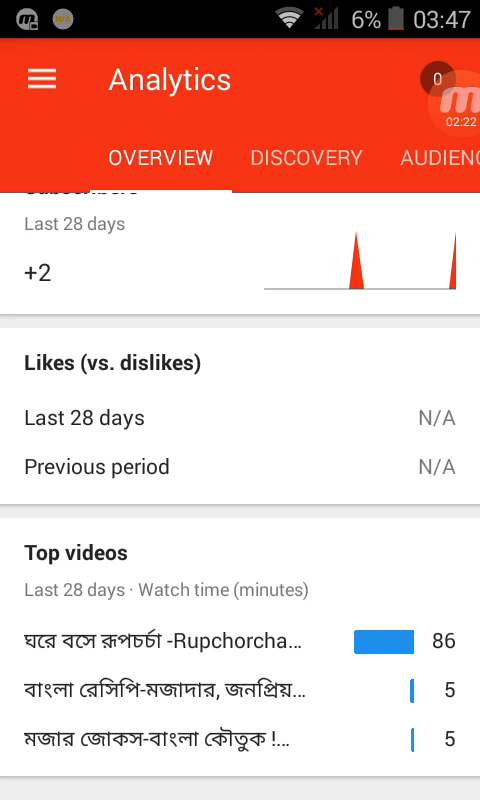 N/A 6% 03:47
Analytics 0
02:22
OVERVIEW DISCOVERY AUDIENC
Last 28 days
+2
Likes (vs. dislikes)
Last 28 days N/A
Previous period N/A
Top videos
Last 28 days · Watch time (minutes)
ঘরে বসে রূপচর্চা -Rupchorcha... 86
বাংলা রেসিপি-মজাদার, জনপ্রিয়... 5
মজার জোকস-বাংলা কৌতুক !... 5